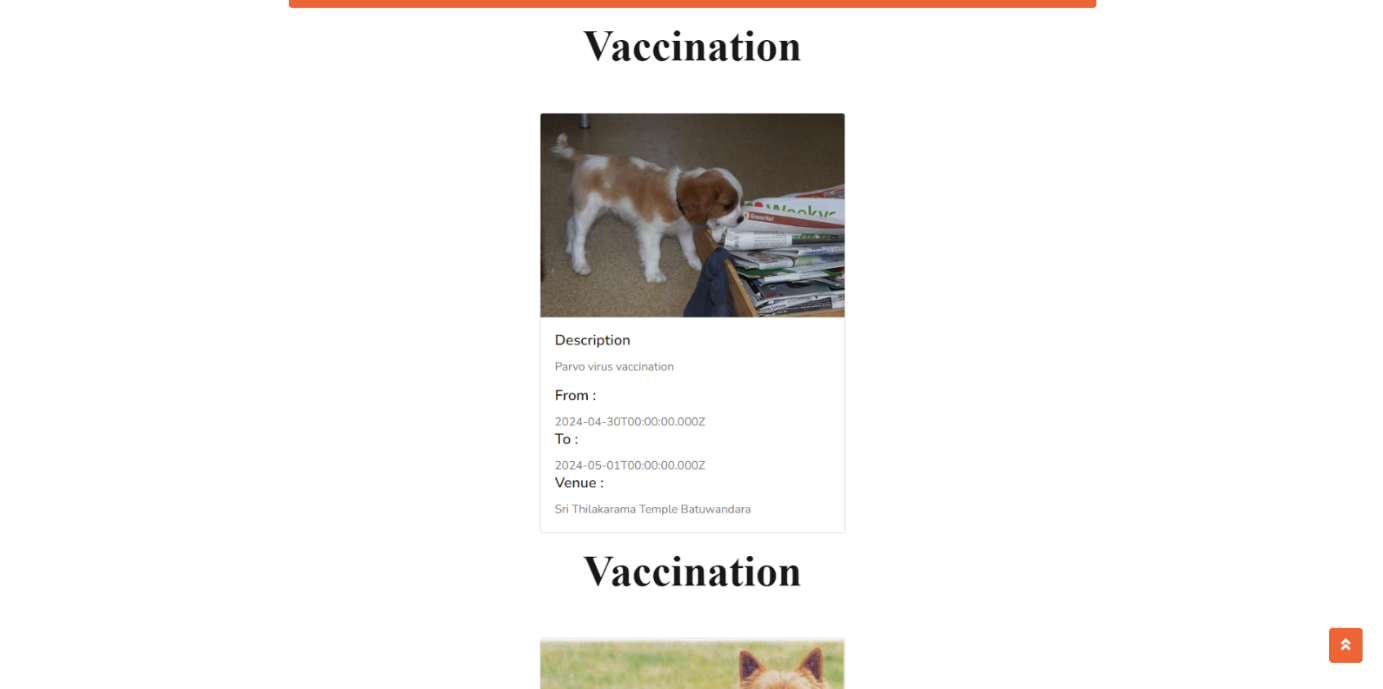 Vaccination
Description
Parvo virus vaccination
From :
2024-04-30T00:00:00.000Z
To :
2024-05-01T00:00:00.000Z
Venue :
Sri Thilakarama Temple Batuwandara
Vaccination